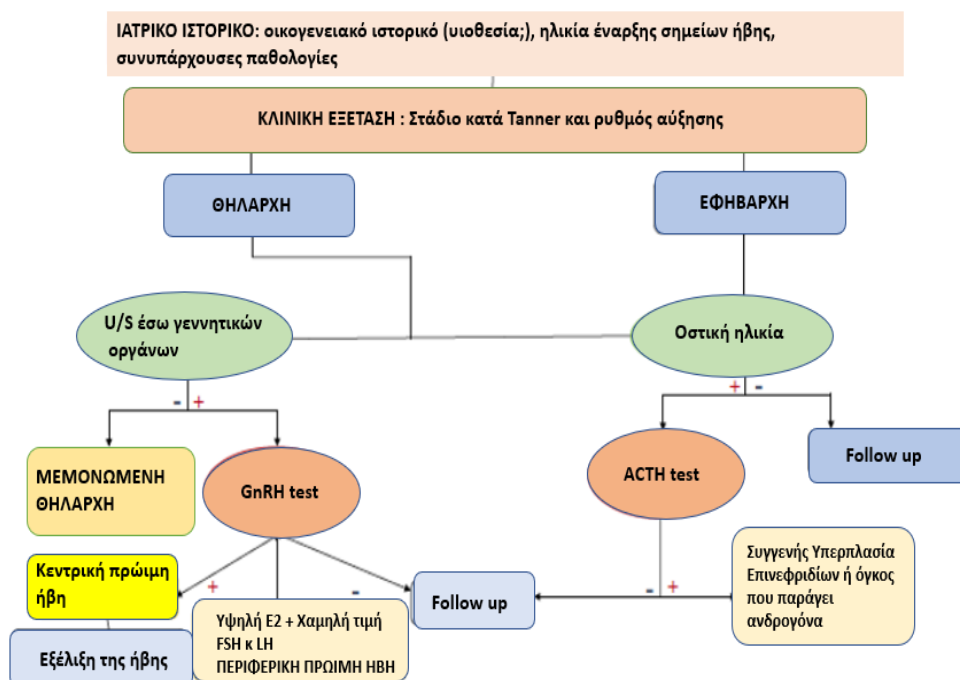 ΙΑΤΡΙΚΟ ΙΣΤΟΡΙΚΟ: οικογενειακό ιστορικό (υιοθεσία;), ηλικία έναρξης σημείων ήβης,
συνυπάρχουσες παθολογίες
ΚΛΙΝΙΚΗ ΕΞΕΤΑΣΗ : Στάδιο κατά Tanner και ρυθμός αύξησης
ΘΗΛΑΡΧΗ
ΕΦΗΒΑΡΧΗ
U/S έσω γεννητικών
οργάνων
Οστική ηλικία
- +
+ -
ΜΕΜΟΝΩΜΕΝΗ
ΘΗΛΑΡΧΗ
GnRH test
ACTH test
Follow up
Κεντρική πρώιμη
ήβη
+
-
Υψηλή Ε2 + Χαμηλή τιμή
FSH κ LH
ΠΕΡΙΦΕΡΙΚΗ ΠΡΩΙΜΗ ΗΒΗ
Follow up
- +
Συγγενής Υπερπλασία
Επινεφριδίων ή όγκος
που παράγει
ανδρογόνα
Εξέλιξη της ήβης